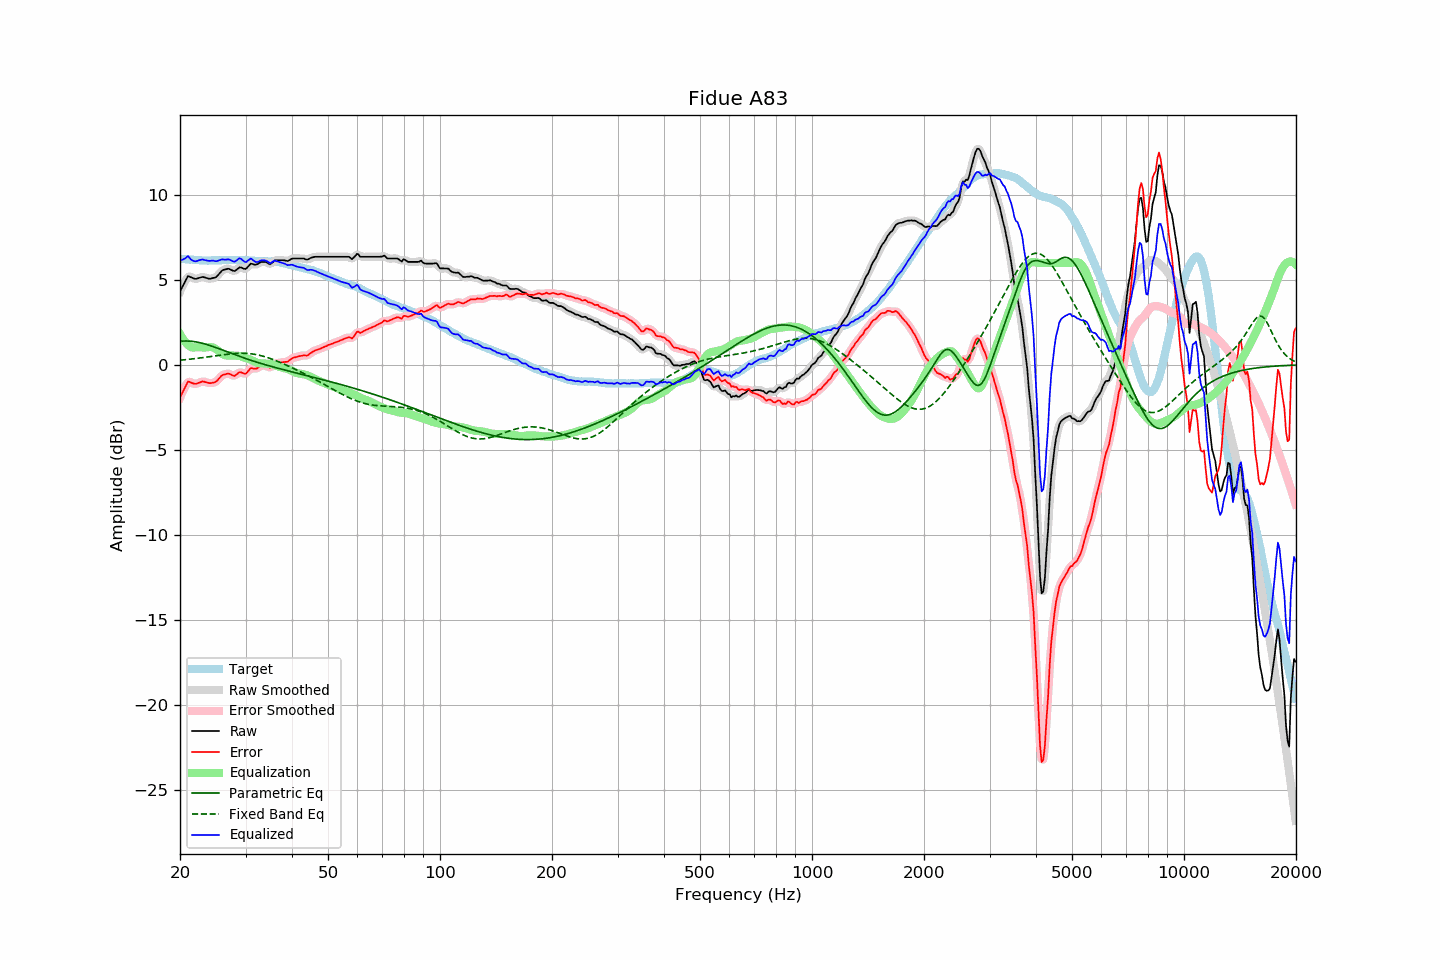 Fidue A83
Amplitude (dBr)
10
5
0
−5
−10
−15
−20
−25
Target
Raw Smoothed
Error Smoothed
Raw
Error
Equalization
Parametric Eq
Fixed Band Eq
Equalized
20 50 100 200 500 1000 2000 5000 10000 20000
Frequency (Hz)